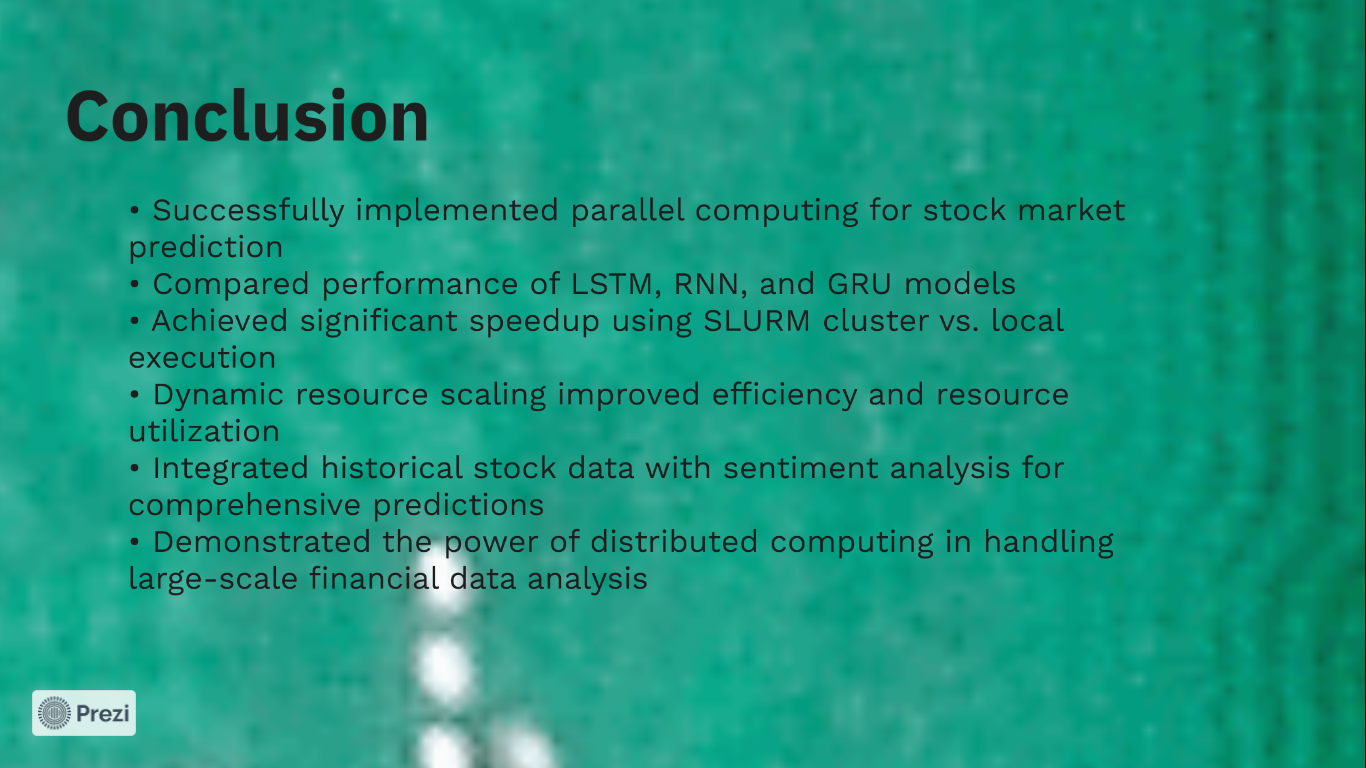 Conclusion
• Successfully implemented parallel computing for stock market
prediction
• Compared performance of LSTM, RNN, and GRU models
• Achieved significant speedup using SLURM cluster vs. local
execution
• Dynamic resource scaling improved efficiency and resource
utilization
• Integrated historical stock data with sentiment analysis for
comprehensive predictions
• Demonstrated the power of distributed computing in handling
large-scale financial data analysis
Prezi